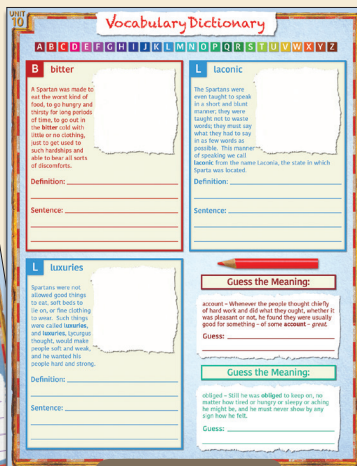 UNIT
10
Vocabulary Dictionary
A B C D E F G H I J K L M N O P Q R S T U V W X Y Z
B bitter
A Spartan was made to
eat the worst kind of
food, to go hungry and
thirsty for long periods
of time, to go out in
the bitter cold with
little or no clothing,
just to get used to
such hardships and
able to bear all sorts
of discomforts.
Definition:
Sentence:
L laconic
The Spartans were
even taught to speak
in a short and blunt
manner; they were
taught not to waste
words; they must say
what they had to say
in as few words as
possible. This manner
of speaking we call
laconic from the name Laconia, the state in which
Sparta was located.
Definition:
Sentence:
L luxuries
Spartans were not
allowed good things
to eat, soft beds to
lie on, or fine clothing
to wear. Such things
were called luxuries,
and luxuries, Lycurgus
thought, would make
people soft and weak,
and he wanted his
people hard and strong.
Definition:
Sentence:
Guess the Meaning:
account – Whenever the people thought chiefly
of hard work and did what they ought, whether it
was pleasant or not, he found they were usually
good for something – of some account – great.
Guess:
Guess the Meaning:
obliged – Still he was obliged to keep on, no
matter how tired or hungry or sleepy or aching
he might be, and he must never show by any
sign how he felt.
Guess: